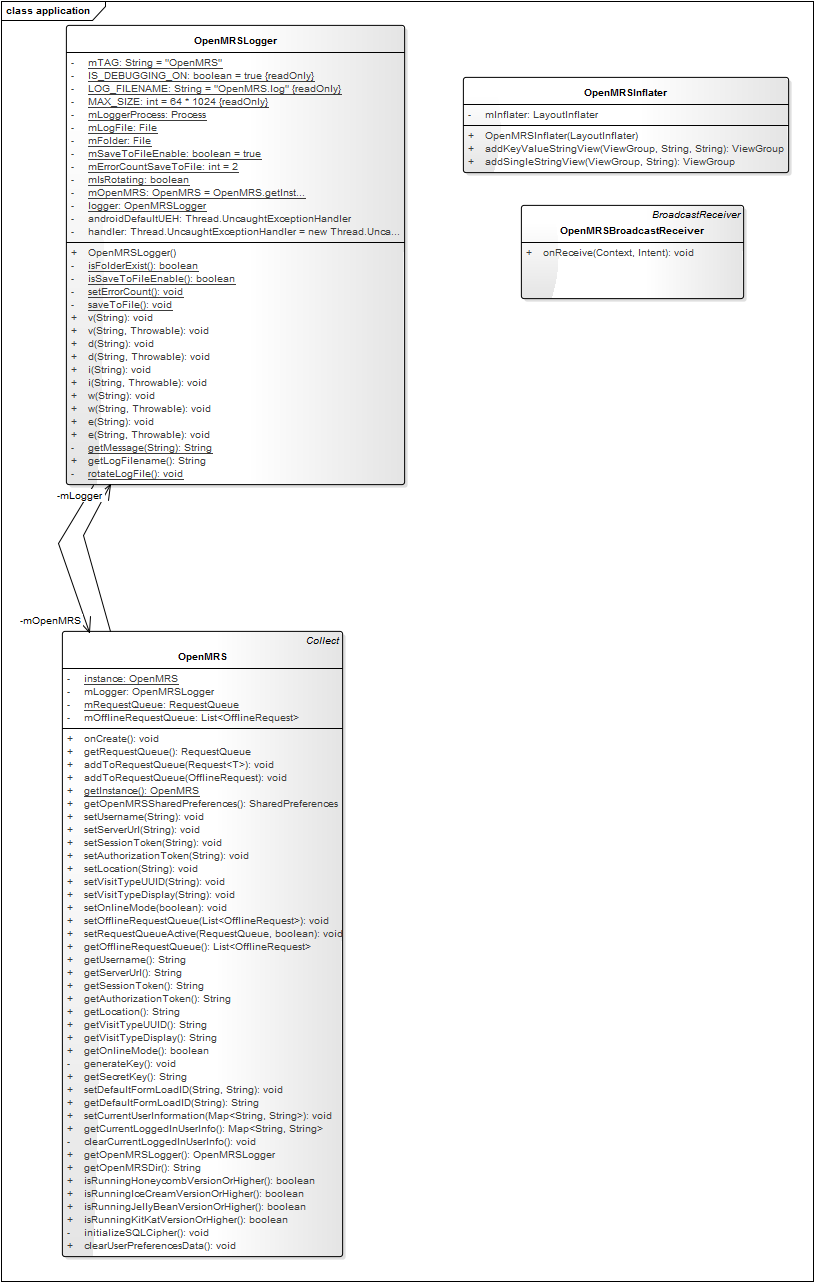 class application
OpenMRSLogger
- mTAG: String = "OpenMRS"
- IS_DEBUGGING_ON: boolean = true {readOnly}
- LOG_FILENAME: String = "OpenMRS.log" {readOnly}
- MAX_SIZE: int = 64 * 1024 {readOnly}
- mLoggerProcess: Process
- mLogFile: File
- mFolder: File
- mSaveToFileEnable: boolean = true
- mErrorCountSaveToFile: int = 2
- mIsRotating: boolean
- mOpenMRS: OpenMRS = OpenMRS.getInst...
- logger: OpenMRSLogger
- androidDefaultUEH: Thread.UncaughtExceptionHandler
- handler: Thread.UncaughtExceptionHandler = new Thread.Unca...
+ OpenMRSLogger()
- isFolderExist(): boolean
- isSaveToFileEnable(): boolean
- setErrorCount(): void
- saveToFile(): void
+ v(String): void
+ v(String, Throwable): void
+ d(String): void
+ d(String, Throwable): void
+ i(String): void
+ i(String, Throwable): void
+ w(String): void
+ w(String, Throwable): void
+ e(String): void
+ e(String, Throwable): void
- getMessage(String): String
+ getLogFilename(): String
- rotateLogFile(): void
OpenMRSInflater
- mInflater: LayoutInflater
+ OpenMRSInflater(LayoutInflater)
+ addKeyValueStringView(ViewGroup, String, String): ViewGroup
+ addSingleStringView(ViewGroup, String): ViewGroup
BroadcastReceiver
OpenMRSBroadcastReceiver
+ onReceive(Context, Intent): void
-mLogger
-mOpenMRS
Collect
OpenMRS
- instance: OpenMRS
- mLogger: OpenMRSLogger
- mRequestQueue: RequestQueue
- mOfflineRequestQueue: List<OfflineRequest>
+ onCreate(): void
+ getRequestQueue(): RequestQueue
+ addToRequestQueue(Request<T>): void
+ addToRequestQueue(OfflineRequest): void
+ getInstance(): OpenMRS
+ getOpenMRSSharedPreferences(): SharedPreferences
+ setUsername(String): void
+ setServerUrl(String): void
+ setSessionToken(String): void
+ setAuthorizationToken(String): void
+ setLocation(String): void
+ setVisitTypeUUID(String): void
+ setVisitTypeDisplay(String): void
+ setOnlineMode(boolean): void
+ setOfflineRequestQueue(List<OfflineRequest>): void
+ setRequestQueueActive(RequestQueue, boolean): void
+ getOfflineRequestQueue(): List<OfflineRequest>
+ getUsername(): String
+ getServerUrl(): String
+ getSessionToken(): String
+ getAuthorizationToken(): String
+ getLocation(): String
+ getVisitTypeUUID(): String
+ getVisitTypeDisplay(): String
+ getOnlineMode(): boolean
- generateKey(): void
+ getSecretKey(): String
+ setDefaultFormLoadID(String, String): void
+ getDefaultFormLoadID(String): String
+ setCurrentUserInformation(Map<String, String>): void
+ getCurrentLoggedInUserInfo(): Map<String, String>
- clearCurrentLoggedInUserInfo(): void
+ getOpenMRSLogger(): OpenMRSLogger
+ getOpenMRSDir(): String
+ isRunningHoneycombVersionOrHigher(): boolean
+ isRunningIceCreamVersionOrHigher(): boolean
+ isRunningJellyBeanVersionOrHigher(): boolean
+ isRunningKitKatVersionOrHigher(): boolean
- initializeSQLCipher(): void
+ clearUserPreferencesData(): void